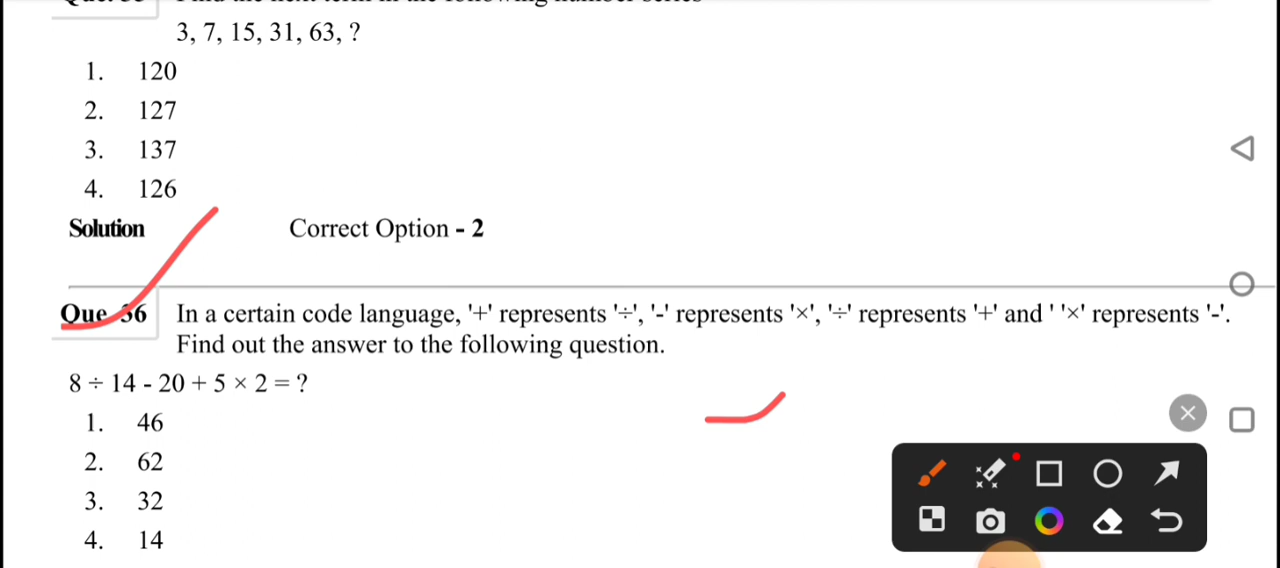 3, 7, 15, 31, 63, ?
1. 120
2. 127
3. 137
4. 126
Solution Correct Option - 2
Que. 36 In a certain code language, '+' represents '÷', '-' represents '×', '÷' represents '+' and ' '×' represents '-'.
Find out the answer to the following question.
8 ÷ 14 - 20 + 5 × 2 = ?
1. 46
2. 62
3. 32
4. 14